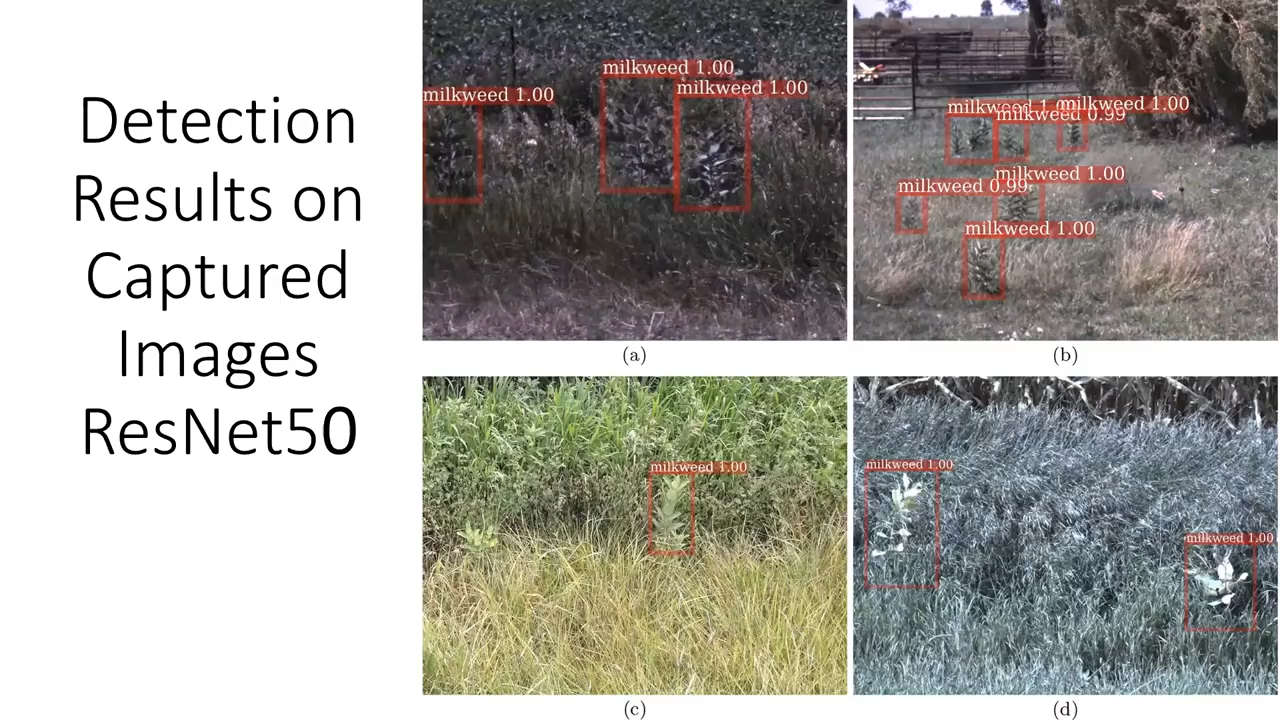 Detection
Results on
Captured
Images
ResNet50
milkweed 1.00
milkweed 1.00
milkweed 1.00
(a)
milkweed 1.0
milkweed 1.00
milkweed 0.99
milkweed 1.00
milkweed 0.99
milkweed 1.00
(b)
milkweed 1.00
(c)
milkweed 1.00
milkweed 1.00
(d)